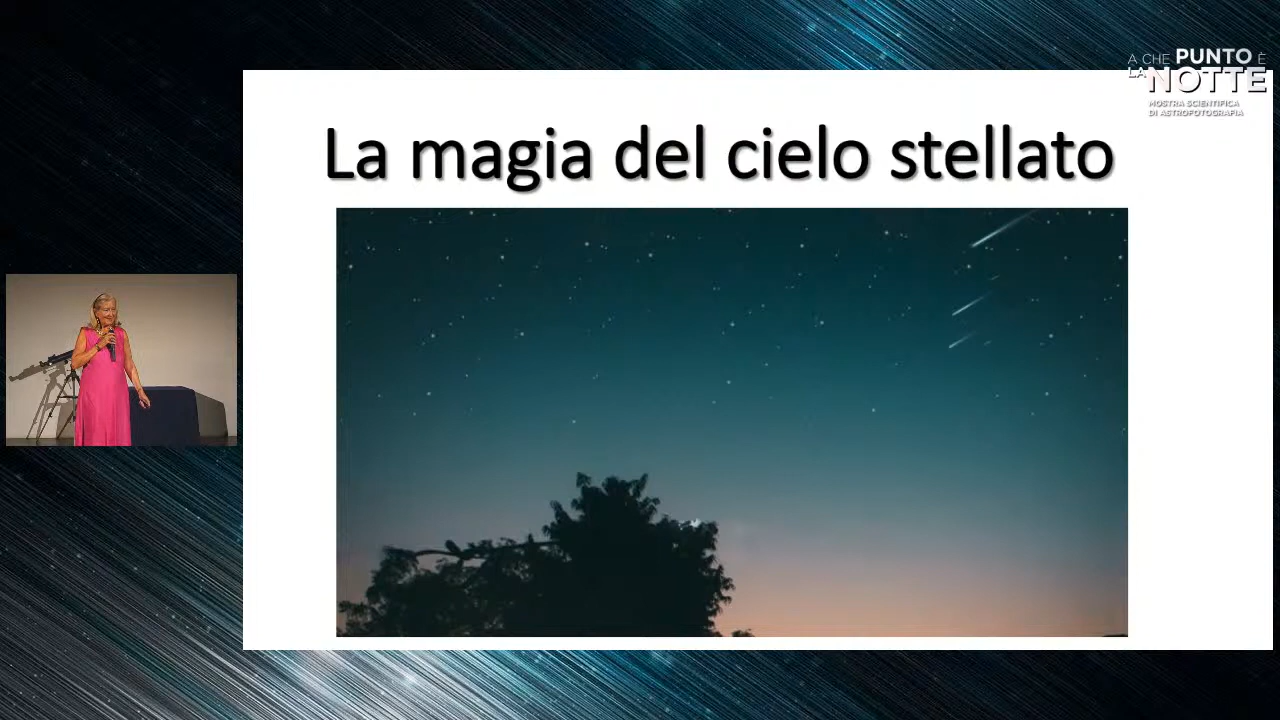 A CHE PUNTO È
LA NOTTE
MOSTRA SCIENTIFICA
DI ASTROFOTOGRAFIA
La magia del cielo stellato